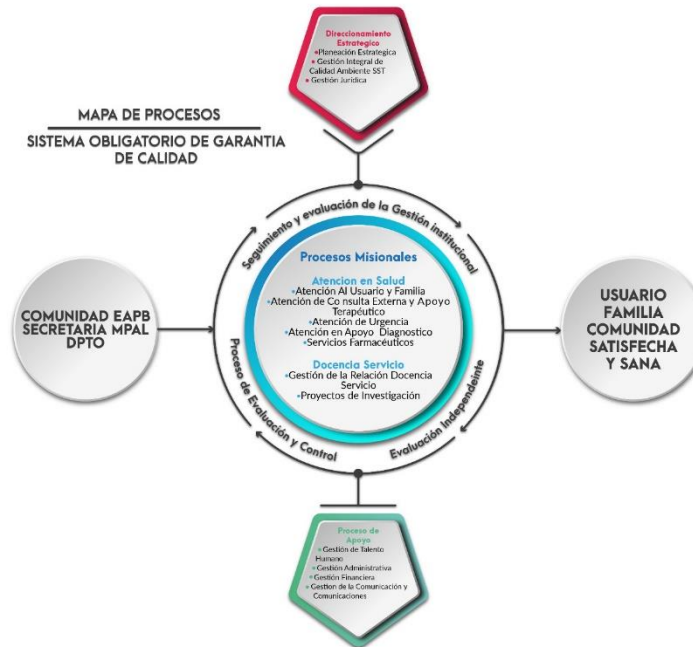 Direccionamiento
Estrategico
•Planeación Estrategica
• Gestión Integral de
Calidad Ambiente SST
• Gestión Jurídica
MAPA DE PROCESOS
SISTEMA OBLIGATORIO DE GARANTIA
DE CALIDAD
Seguimiento y evaluación de la Gestión institucional
COMUNIDAD EAPB
SECRETARIA MPAL
DPTO
Procesos Misionales
Atencion en Salud
•Atención Al Usuario y Familia
•Atención de Consulta Externa y Apoyo
Terapéutico
•Atención de Urgencia
•Atención en Apoyo Diagnostico
•Servicios Farmacéuticos
Docencia Servicio
•Gestión de la Relación Docencia
Servicio
•Proyectos de Investigación
USUARIO
FAMILIA
COMUNIDAD
SATISFECHA
Y SANA
Proceso de Evaluación y Control
Evaluación Independeinte
Proceso de
Apoyo
• Gestión de Talento
Humano
• Gestión Administrativa
• Gestión Financiera
• Gestion de la Comunicación y
Comunicaciones